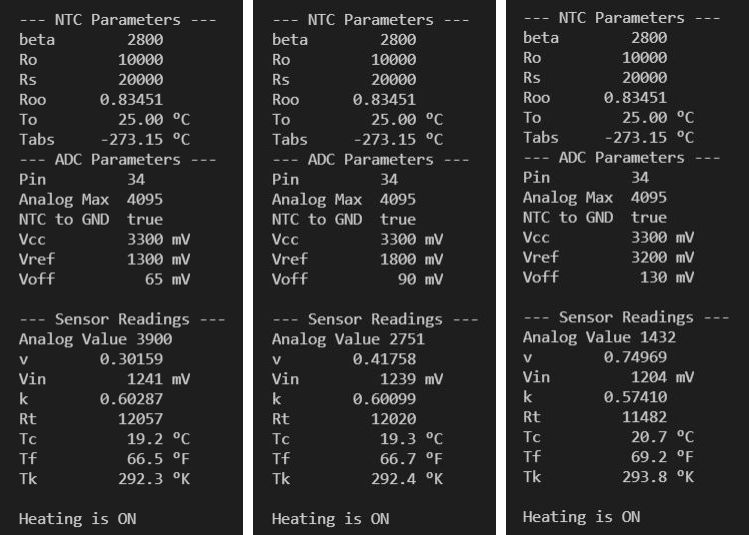 --- NTC Parameters ---
beta 2800
Ro 10000
Rs 20000
Roo 0.83451
To 25.00 ºC
Tabs -273.15 ºC
--- ADC Parameters ---
Pin 34
Analog Max 4095
NTC to GND true
Vcc 3300 mV
Vref 1300 mV
Voff 65 mV
--- Sensor Readings ---
Analog Value 3900
v 0.30159
Vin 1241 mV
k 0.60287
Rt 12057
Tc 19.2 ºC
Tf 66.5 ºF
Tk 292.3 ºK
Heating is ON
--- NTC Parameters ---
beta 2800
Ro 10000
Rs 20000
Roo 0.83451
To 25.00 ºC
Tabs -273.15 ºC
--- ADC Parameters ---
Pin 34
Analog Max 4095
NTC to GND true
Vcc 3300 mV
Vref 1800 mV
Voff 90 mV
--- Sensor Readings ---
Analog Value 2751
v 0.41758
Vin 1239 mV
k 0.60099
Rt 12020
Tc 19.3 ºC
Tf 66.7 ºF
Tk 292.4 ºK
Heating is ON
--- NTC Parameters ---
beta 2800
Ro 10000
Rs 20000
Roo 0.83451
To 25.00 ºC
Tabs -273.15 ºC
--- ADC Parameters ---
Pin 34
Analog Max 4095
NTC to GND true
Vcc 3300 mV
Vref 3200 mV
Voff 130 mV
--- Sensor Readings ---
Analog Value 1432
v 0.74969
Vin 1204 mV
k 0.57410
Rt 11482
Tc 20.7 ºC
Tf 69.2 ºF
Tk 293.8 ºK
Heating is ON